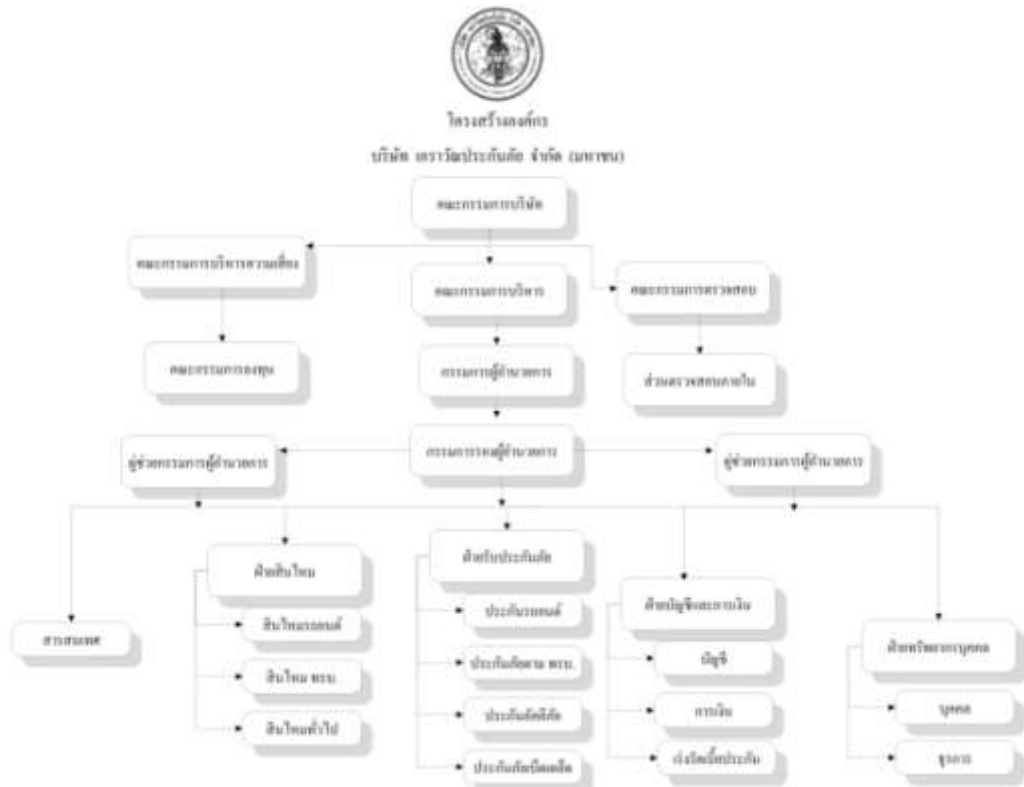 โครงสร้างองค์กร
บริษัท เคราวัฒประกันภัย จำกัด (มหาชน)
คณะกรรมการบริษัท
คณะกรรมการบริหารความเสี่ยง
คณะกรรมการบริหาร
คณะกรรมการตรวจสอบ
คณะกรรมการลงทุน
กรรมการผู้อำนวยการ
ส่วนตรวจสอบภายใน
ผู้ช่วยกรรมการผู้อำนวยการ
กรรมการรองผู้อำนวยการ
ผู้ช่วยกรรมการผู้อำนวยการ
สารสนเทศ
ฝ่ายสินไหม
สินไหมรถยนต์
สินไหม พรบ.
สินไหมทั่วไป
ฝ่ายรับประกันภัย
ประกันรถยนต์
ประกันภัยตาม พรบ.
ประกันอัคคีภัย
ประกันภัยเบ็ดเตล็ด
ฝ่ายบัญชีและการเงิน
บัญชี
การเงิน
เร่งรัดเบี้ยประกัน
ฝ่ายทรัพยากรบุคคล
บุคคล
ธุรการ